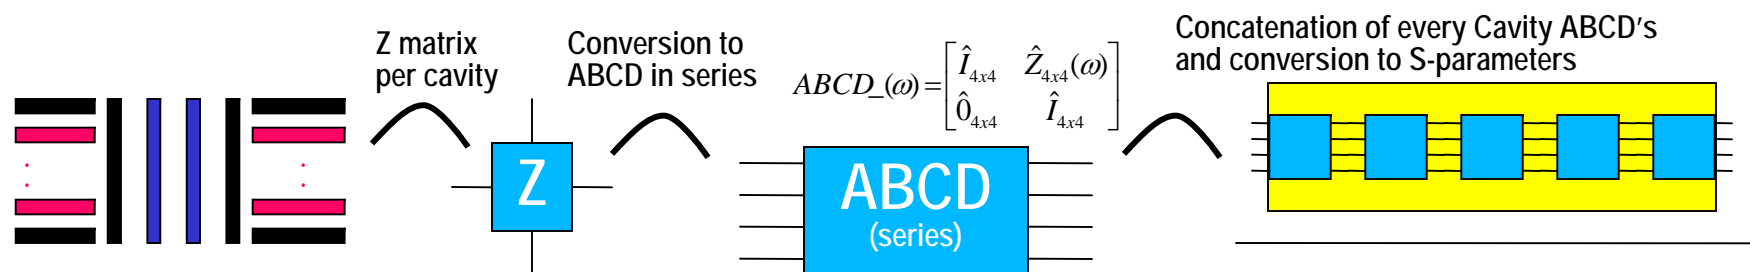 Z matrix
per cavity
Conversion to
ABCD in series
ABCD_(ω) = [Î4x4 Ẑ4x4(ω)
0̂4x4 Î4x4]
Concatenation of every Cavity ABCD's
and conversion to S-parameters
Z
ABCD
(series)